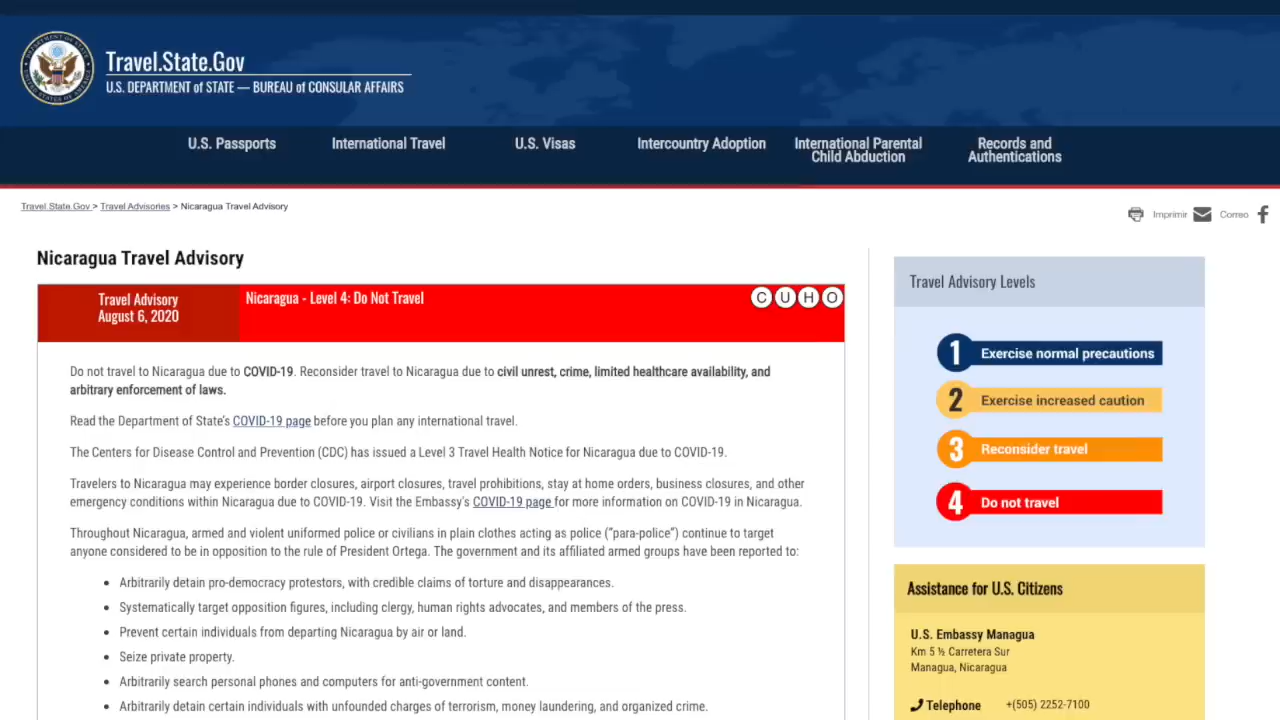 Travel.State.Gov
U.S. DEPARTMENT of STATE — BUREAU of CONSULAR AFFAIRS
U.S. Passports
International Travel
U.S. Visas
Intercountry Adoption
International Parental
Child Abduction
Records and
Authentications
Travel.State.Gov > Travel Advisories > Nicaragua Travel Advisory
Imprimir
Correo
Nicaragua Travel Advisory
Travel Advisory
August 6, 2020
Nicaragua - Level 4: Do Not Travel
C U H O
Do not travel to Nicaragua due to COVID-19. Reconsider travel to Nicaragua due to civil unrest, crime, limited healthcare availability, and
arbitrary enforcement of laws.
Read the Department of State's COVID-19 page before you plan any international travel.
The Centers for Disease Control and Prevention (CDC) has issued a Level 3 Travel Health Notice for Nicaragua due to COVID-19.
Travelers to Nicaragua may experience border closures, airport closures, travel prohibitions, stay at home orders, business closures, and other
emergency conditions within Nicaragua due to COVID-19. Visit the Embassy's COVID-19 page for more information on COVID-19 in Nicaragua.
Throughout Nicaragua, armed and violent uniformed police or civilians in plain clothes acting as police ("para-police") continue to target
anyone considered to be in opposition to the rule of President Ortega. The government and its affiliated armed groups have been reported to:
• Arbitrarily detain pro-democracy protestors, with credible claims of torture and disappearances.
• Systematically target opposition figures, including clergy, human rights advocates, and members of the press.
• Prevent certain individuals from departing Nicaragua by air or land.
• Seize private property.
• Arbitrarily search personal phones and computers for anti-government content.
• Arbitrarily detain certain individuals with unfounded charges of terrorism, money laundering, and organized crime.
Travel Advisory Levels
1 Exercise normal precautions
2 Exercise increased caution
3 Reconsider travel
4 Do not travel
Assistance for U.S. Citizens
U.S. Embassy Managua
Km 5 ½ Carretera Sur
Managua, Nicaragua
Telephone +(505) 2252-7100